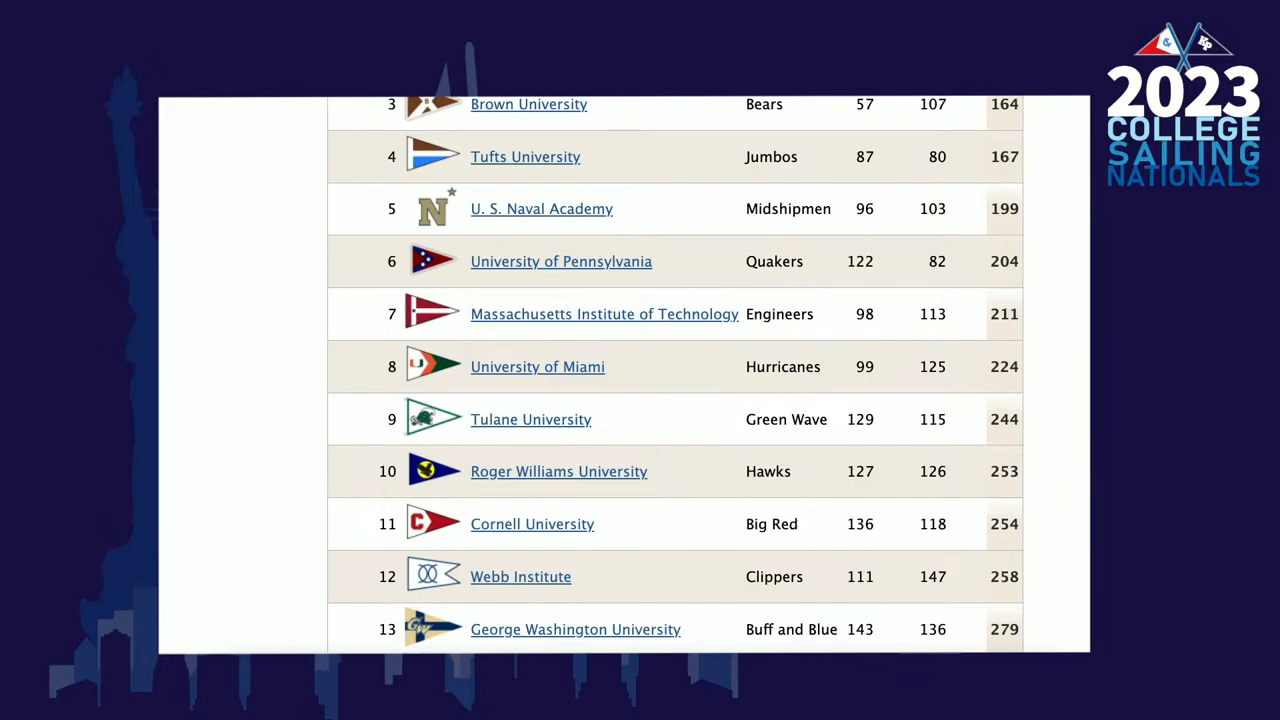 2023
COLLEGE
SAILING
NATIONALS
3 Brown University Bears 57 107 164
4 Tufts University Jumbos 87 80 167
5 N U. S. Naval Academy Midshipmen 96 103 199
6 University of Pennsylvania Quakers 122 82 204
7 Massachusetts Institute of Technology Engineers 98 113 211
8 U University of Miami Hurricanes 99 125 224
9 Tulane University Green Wave 129 115 244
10 Roger Williams University Hawks 127 126 253
11 C Cornell University Big Red 136 118 254
12 Webb Institute Clippers 111 147 258
13 GW George Washington University Buff and Blue 143 136 279